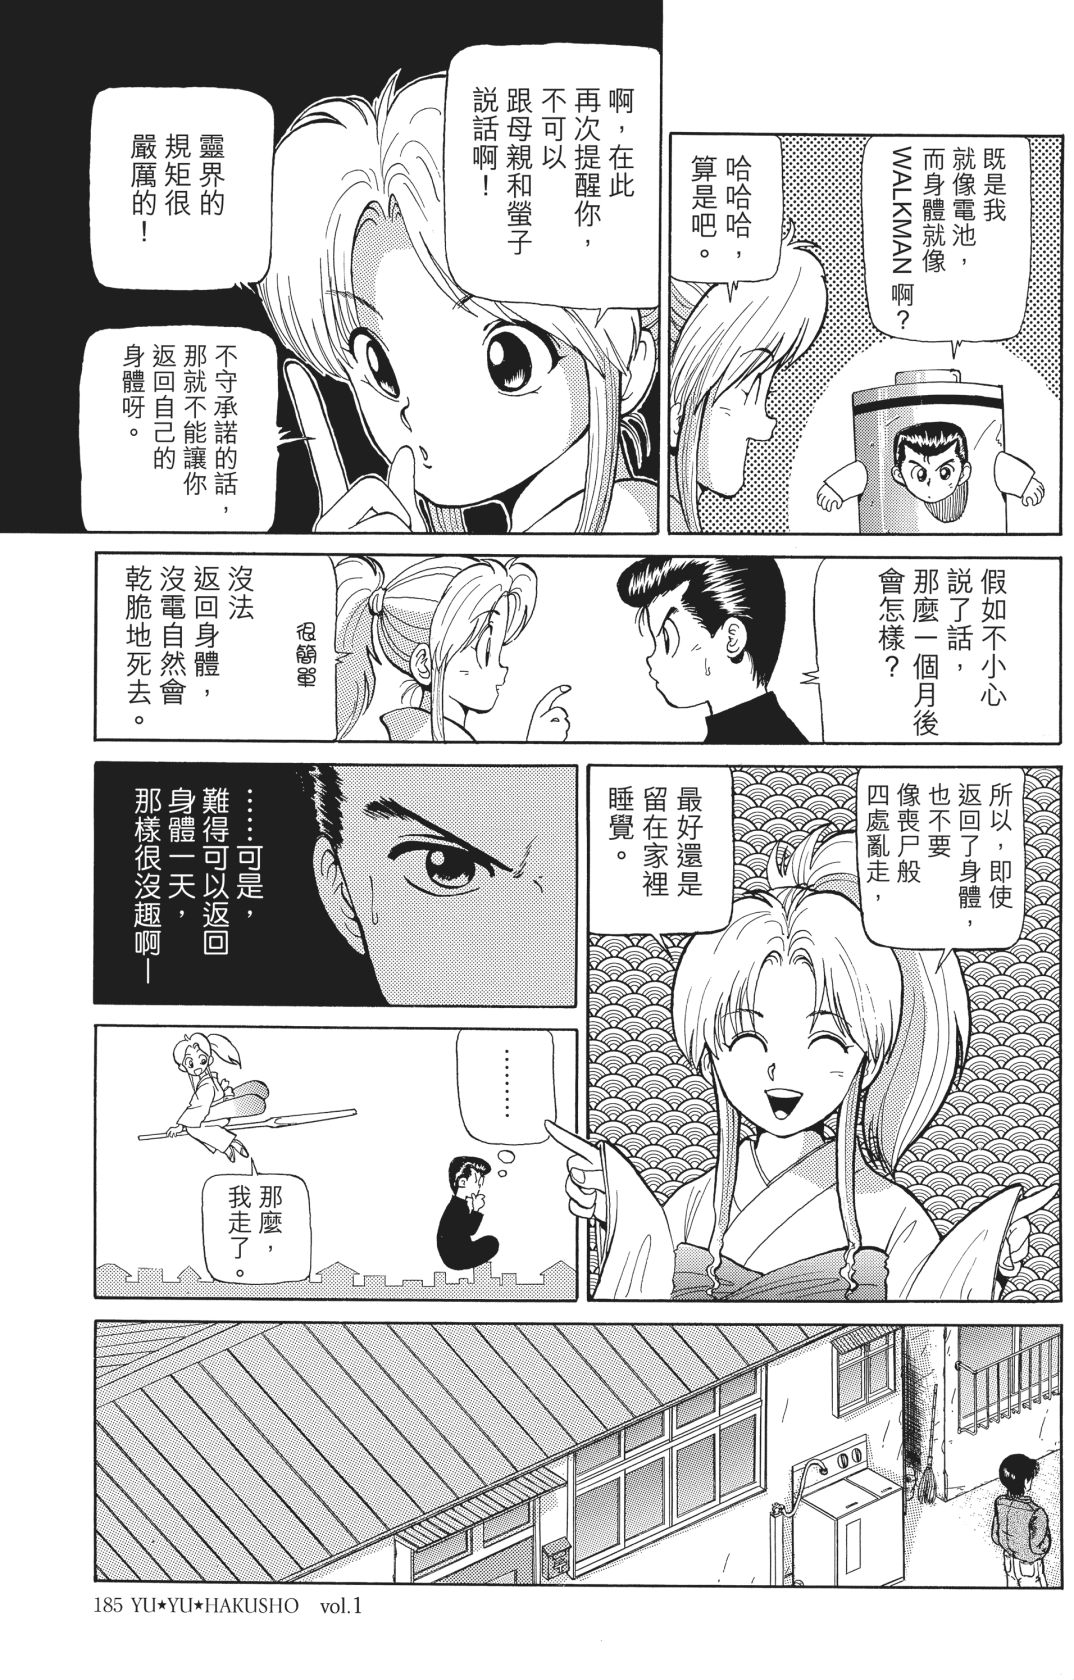 既是我
就像電池，
而身體就像
WALKMAN 啊？
哈哈哈，
算是吧。
啊，在此
再次提醒你，
不可以
跟母親和螢子
說話啊！
靈界的
規矩很
嚴厲的！
不守承諾的話，
那就不能讓你
返回自己的
身體呀。
假如不小心
說了話，
那麼一個月後
會怎樣？
很簡單
沒法
返回身體，
沒電自然會
乾脆地死去。
所以，即使
返回了身體，
也不要
像喪尸般
四處亂走，
最好還是
留在家裡
睡覺。
……可是，
難得可以返回
身體一天，
那樣很沒趣啊—
………
那麼，
我走了。
185 YU★YU★HAKUSHO vol.1